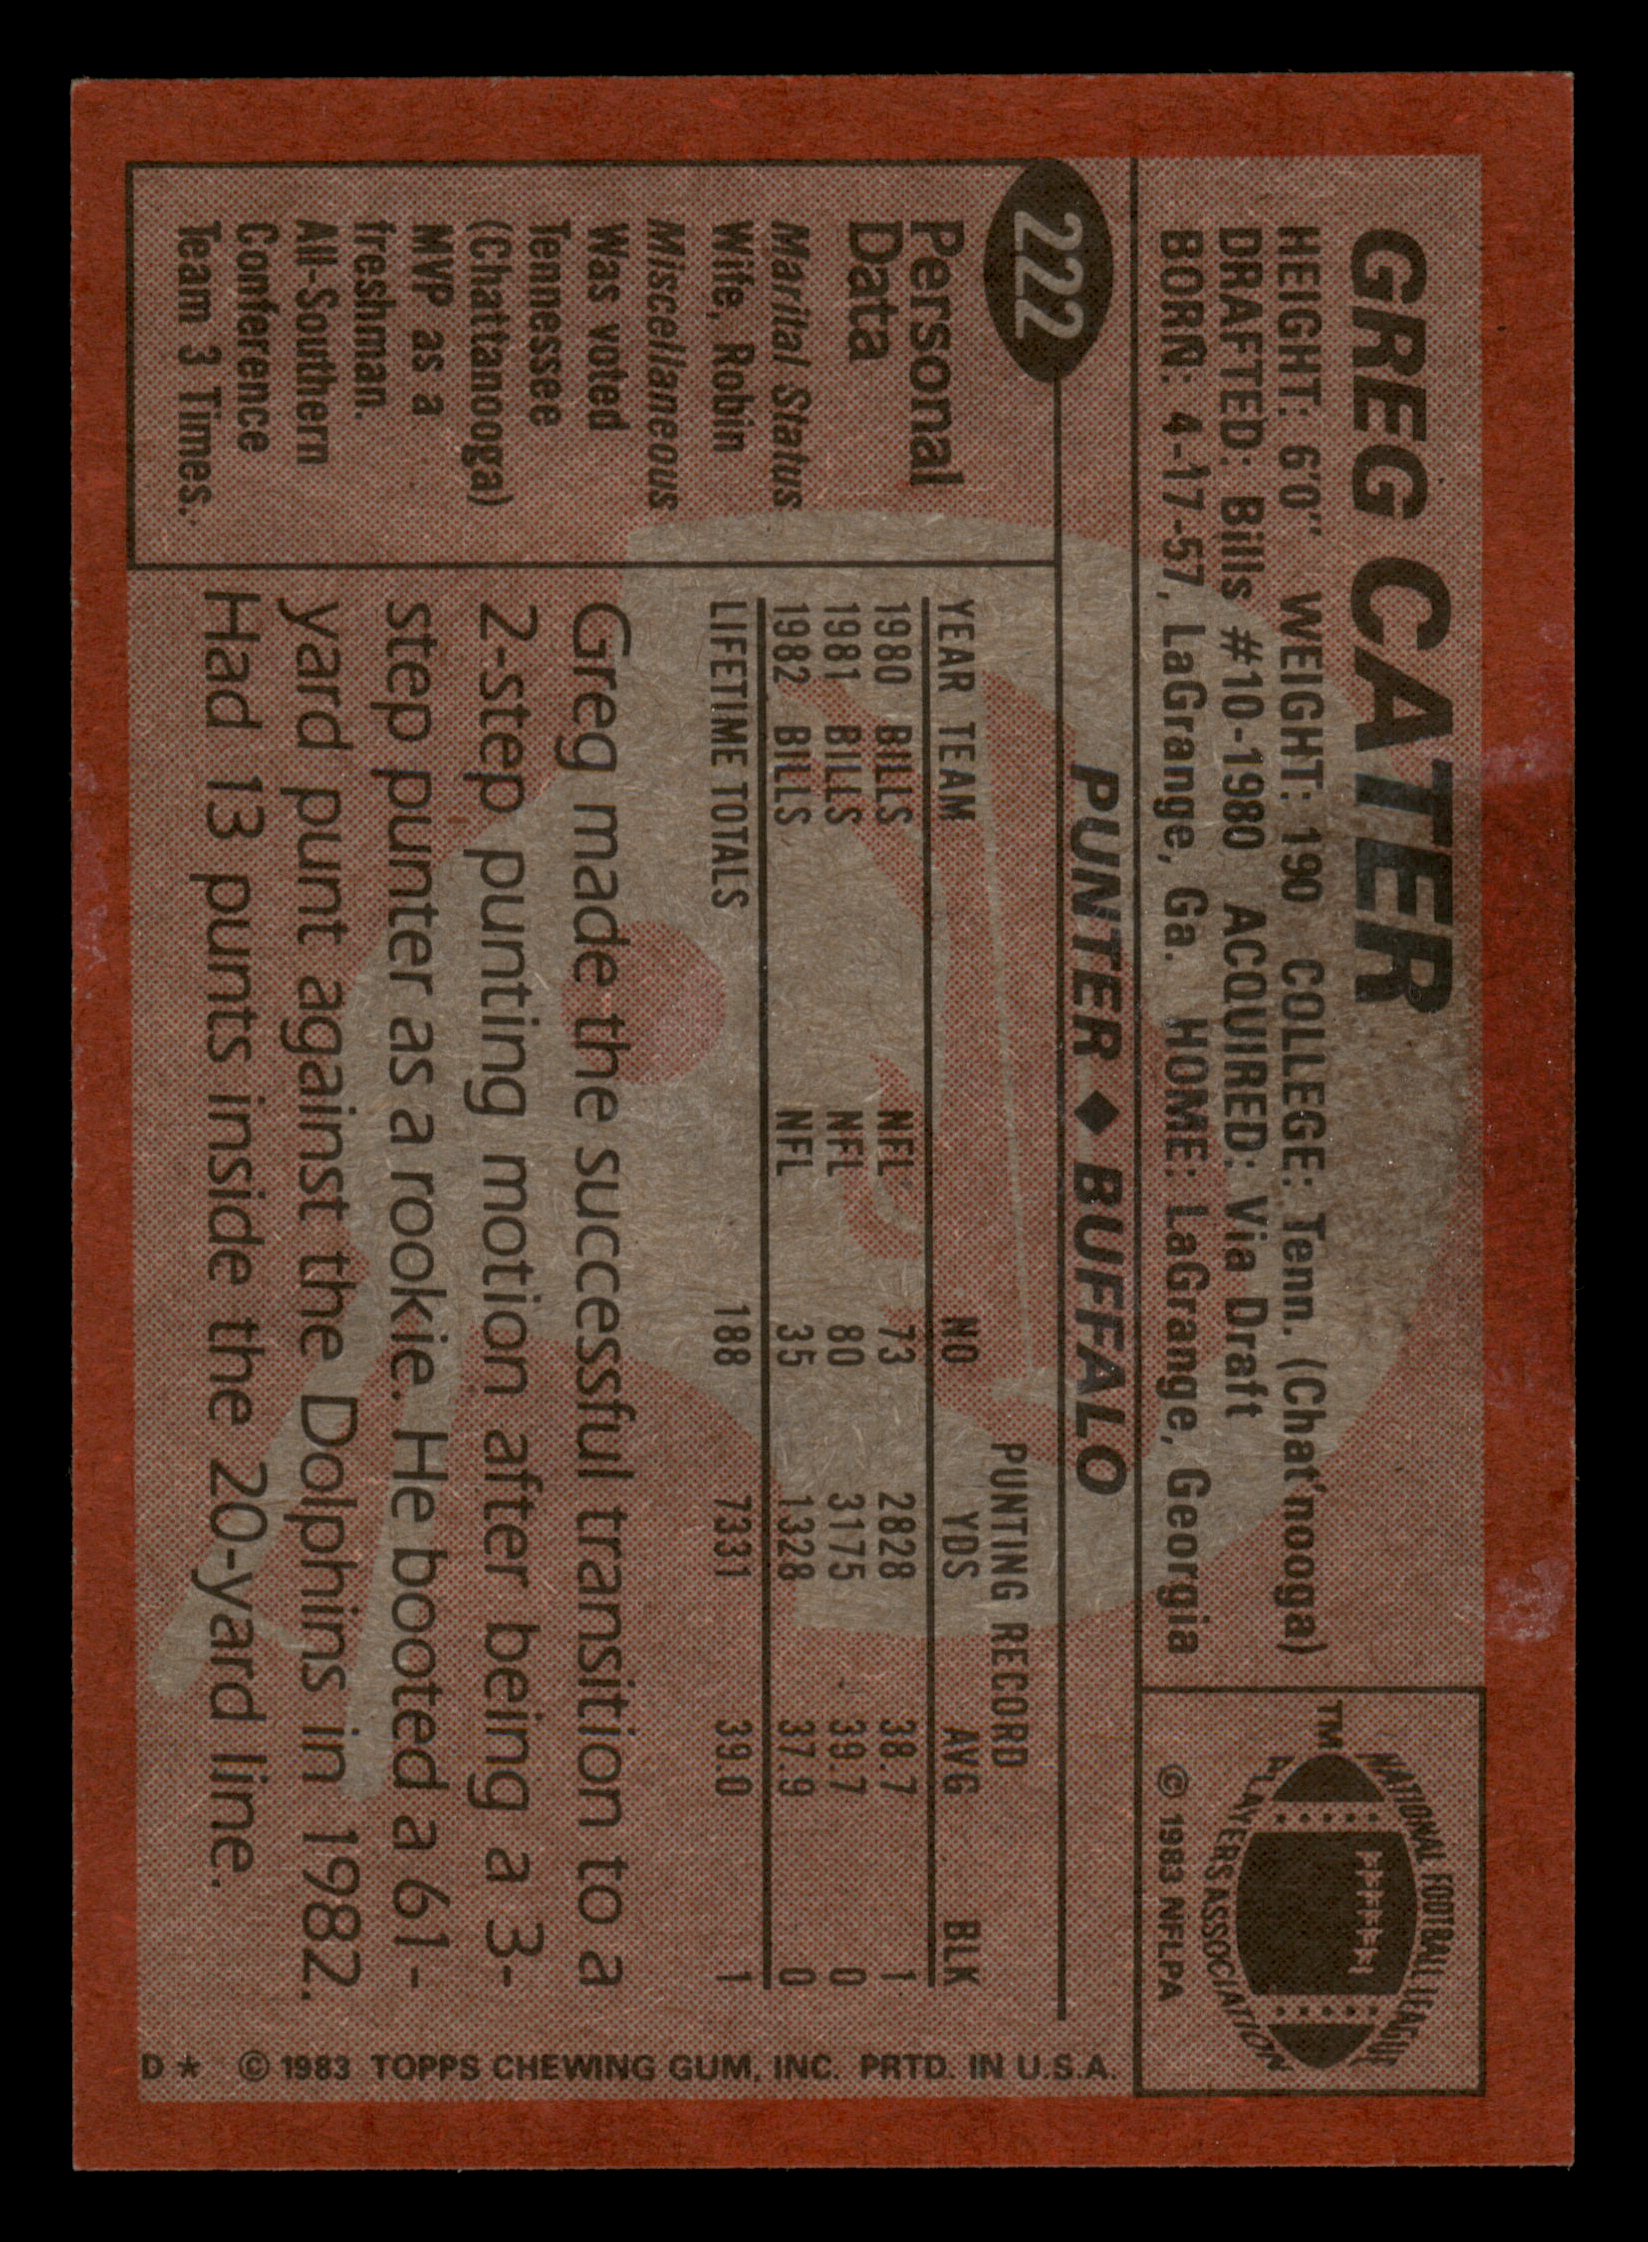 GREG CATER
HEIGHT: 6'0" WEIGHT: 190 COLLEGE: Tenn. (Chat'nooga)
DRAFTED: Bills #10-1980 ACQUIRED: Via Draft
BORN: 4-17-57, LaGrange, Ga. HOME: LaGrange, Georgia
TM
NATIONAL FOOTBALL LEAGUE
PLAYERS ASSOCIATION
© 1983 NFLPA
222
PUNTER ◆ BUFFALO
Personal
Data
Marital Status
Wife, Robin
Miscellaneous
Was voted
Tennessee
(Chattanooga)
MVP as a
freshman.
All-Southern
Conference
Team 3 Times.
PUNTING RECORD
YEAR TEAM NO YDS AVG BLK
1980 BILLS NFL 73 2828 38.7 1
1981 BILLS NFL 80 3175 39.7 0
1982 BILLS NFL 35 1328 37.9 0
LIFETIME TOTALS 188 7331 39.0 1
Greg made the successful transition to a
2-step punting motion after being a 3-
step punter as a rookie. He booted a 61-
yard punt against the Dolphins in 1982.
Had 13 punts inside the 20-yard line.
D* © 1983 TOPPS CHEWING GUM, INC. PRTD. IN U.S.A.